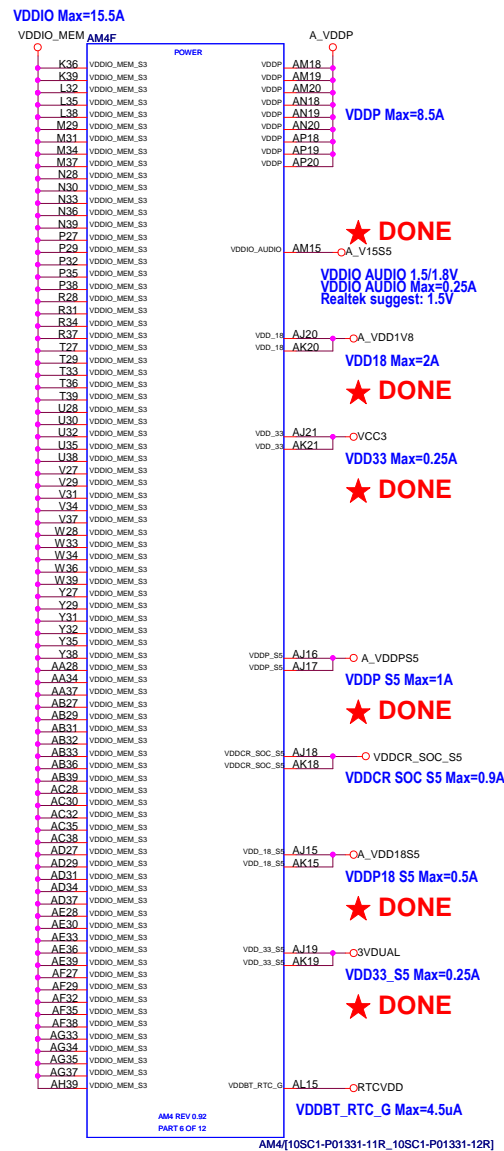 VDDIO Max=15.5A
VDDIO_MEM AM4F A_VDDP
POWER
K36 VDDIO_MEM_S3 VDDP AM18
K39 VDDIO_MEM_S3 VDDP AM19
L32 VDDIO_MEM_S3 VDDP AM20
L35 VDDIO_MEM_S3 VDDP AN18
L38 VDDIO_MEM_S3 VDDP AN19 VDDP Max=8.5A
M29 VDDIO_MEM_S3 VDDP AN20
M31 VDDIO_MEM_S3 VDDP AP18
M34 VDDIO_MEM_S3 VDDP AP19
M37 VDDIO_MEM_S3 VDDP AP20
N28 VDDIO_MEM_S3
N30 VDDIO_MEM_S3
N33 VDDIO_MEM_S3
N36 VDDIO_MEM_S3
N39 VDDIO_MEM_S3
P27 VDDIO_MEM_S3 DONE
P29 VDDIO_MEM_S3 VDDIO_AUDIO AM15 A_V15S5
P32 VDDIO_MEM_S3
P35 VDDIO_MEM_S3 VDDIO AUDIO 1.5/1.8V
P38 VDDIO_MEM_S3 VDDIO AUDIO Max=0.25A
R28 VDDIO_MEM_S3 Realtek suggest: 1.5V
R31 VDDIO_MEM_S3
R34 VDDIO_MEM_S3
R37 VDDIO_MEM_S3 VDD_18 AJ20 A_VDD1V8
T27 VDDIO_MEM_S3 VDD_18 AK20
T29 VDDIO_MEM_S3 VDD18 Max=2A
T33 VDDIO_MEM_S3
T36 VDDIO_MEM_S3 DONE
T39 VDDIO_MEM_S3
U28 VDDIO_MEM_S3
U30 VDDIO_MEM_S3
U32 VDDIO_MEM_S3 VDD_33 AJ21 VCC3
U35 VDDIO_MEM_S3 VDD_33 AK21
U38 VDDIO_MEM_S3 VDD33 Max=0.25A
V27 VDDIO_MEM_S3
V29 VDDIO_MEM_S3 DONE
V31 VDDIO_MEM_S3
V34 VDDIO_MEM_S3
V37 VDDIO_MEM_S3
W28 VDDIO_MEM_S3
W33 VDDIO_MEM_S3
W34 VDDIO_MEM_S3
W36 VDDIO_MEM_S3
W39 VDDIO_MEM_S3
Y27 VDDIO_MEM_S3
Y29 VDDIO_MEM_S3
Y31 VDDIO_MEM_S3
Y32 VDDIO_MEM_S3
Y35 VDDIO_MEM_S3
Y38 VDDIO_MEM_S3 VDDP_S5 AJ16 A_VDDPS5
AA28 VDDIO_MEM_S3 VDDP_S5 AJ17
AA34 VDDIO_MEM_S3 VDDP S5 Max=1A
AA37 VDDIO_MEM_S3
AB27 VDDIO_MEM_S3 DONE
AB29 VDDIO_MEM_S3
AB31 VDDIO_MEM_S3
AB32 VDDIO_MEM_S3
AB33 VDDIO_MEM_S3 VDDCR_SOC_S5 AJ18 VDDCR_SOC_S5
AB36 VDDIO_MEM_S3 VDDCR_SOC_S5 AK18
AB39 VDDIO_MEM_S3 VDDCR SOC S5 Max=0.9A
AC28 VDDIO_MEM_S3
AC30 VDDIO_MEM_S3
AC32 VDDIO_MEM_S3
AC35 VDDIO_MEM_S3
AC38 VDDIO_MEM_S3
AD27 VDDIO_MEM_S3 VDD_18_S5 AJ15 A_VDD18S5
AD29 VDDIO_MEM_S3 VDD_18_S5 AK15
AD31 VDDIO_MEM_S3 VDDP18 S5 Max=0.5A
AD34 VDDIO_MEM_S3
AD37 VDDIO_MEM_S3 DONE
AE28 VDDIO_MEM_S3
AE30 VDDIO_MEM_S3
AE33 VDDIO_MEM_S3
AE36 VDDIO_MEM_S3 VDD_33_S5 AJ19 3VDUAL
AE39 VDDIO_MEM_S3 VDD_33_S5 AK19
AF27 VDDIO_MEM_S3 VDD33_S5 Max=0.25A
AF29 VDDIO_MEM_S3
AF32 VDDIO_MEM_S3 DONE
AF35 VDDIO_MEM_S3
AF38 VDDIO_MEM_S3
AG33 VDDIO_MEM_S3
AG34 VDDIO_MEM_S3
AG35 VDDIO_MEM_S3
AG37 VDDIO_MEM_S3
AH39 VDDIO_MEM_S3 VDDBT_RTC_G AL15 RTCVDD
VDDBT_RTC_G Max=4.5uA
AM4 REV 0.92
PART 6 OF 12
AM4/[10SC1-P01331-11R_10SC1-P01331-12R]